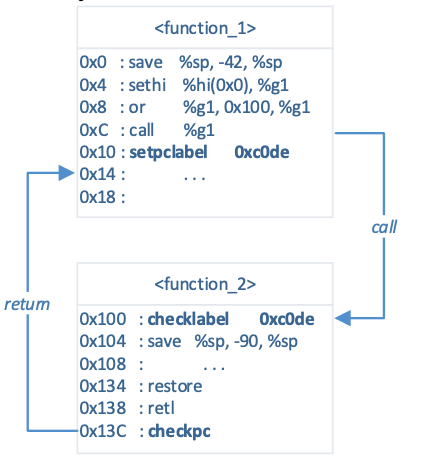 <function_1>
0x0 : save %sp, -42, %sp
0x4 : sethi %hi(0x0), %g1
0x8 : or %g1, 0x100, %g1
0xC : call %g1
0x10 : setpclabel 0xc0de
0x14 : ...
0x18 :
call
<function_2>
return
0x100 : checklabel 0xc0de
0x104 : save %sp, -90, %sp
0x108 : ...
0x134 : restore
0x138 : retl
0x13C : checkpc